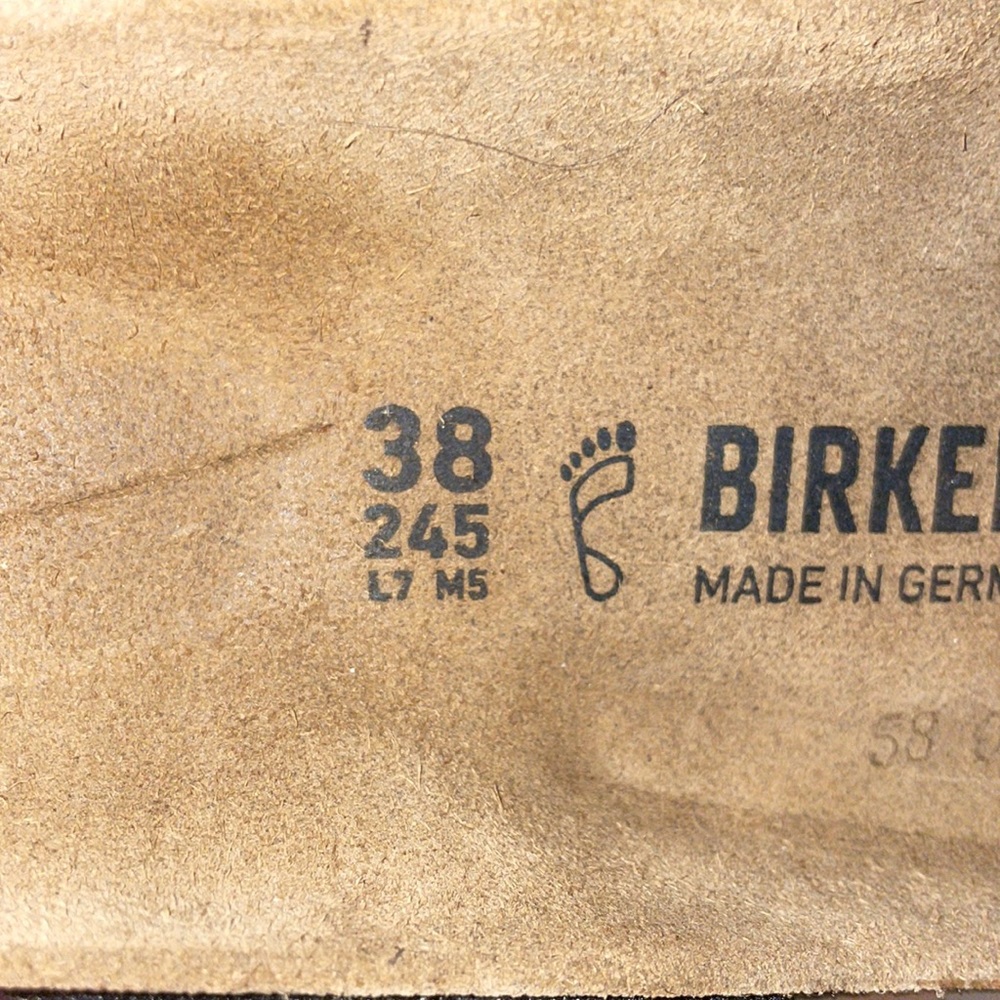 38
245
L7 M5
BIRKE
MADE IN GERM
58